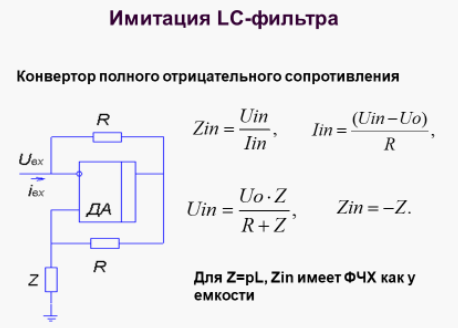 Имитация LC-фильтра
Конвертор полного отрицательного сопротивления
R
Uвх
iвх
ДА
R
Z
Zin = Uin / Iin,
Iin = (Uin − Uo) / R,
Uin = Uo · Z / R + Z,
Zin = −Z.
Для Z=pL, Zin имеет ФЧХ как у
емкости